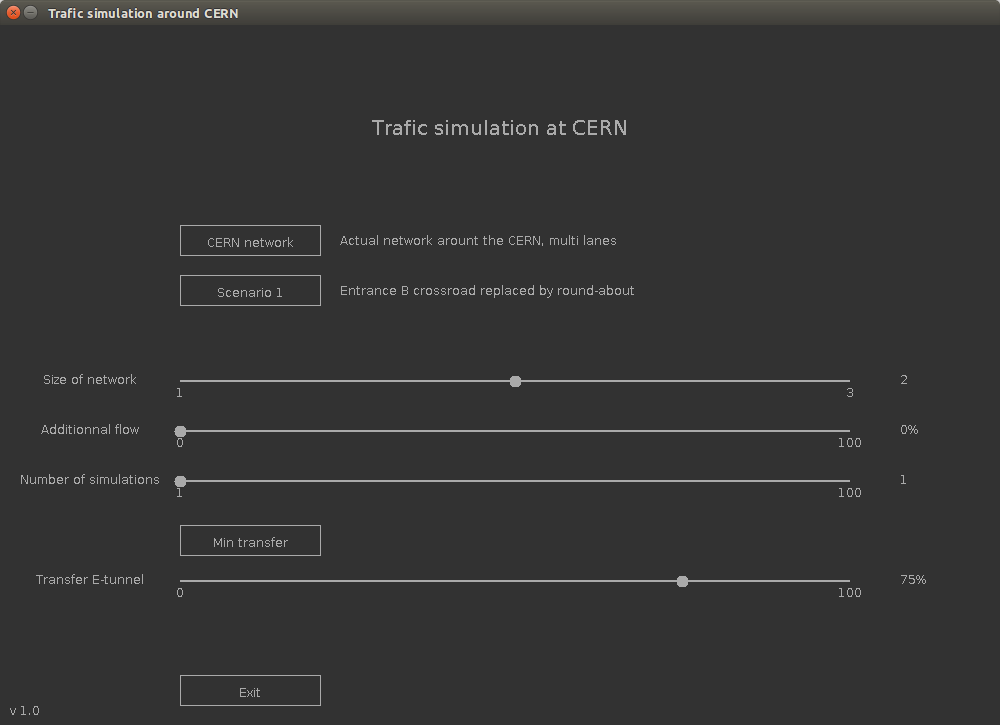 Trafic simulation around CERN
Trafic simulation at CERN
CERN network Actual network arount the CERN, multi lanes
Scenario 1 Entrance B crossroad replaced by round-about
Size of network 2
1 3
Additionnal flow 0%
0 100
Number of simulations 1
1 100
Min transfer
Transfer E-tunnel 75%
0 100
Exit
v 1.0